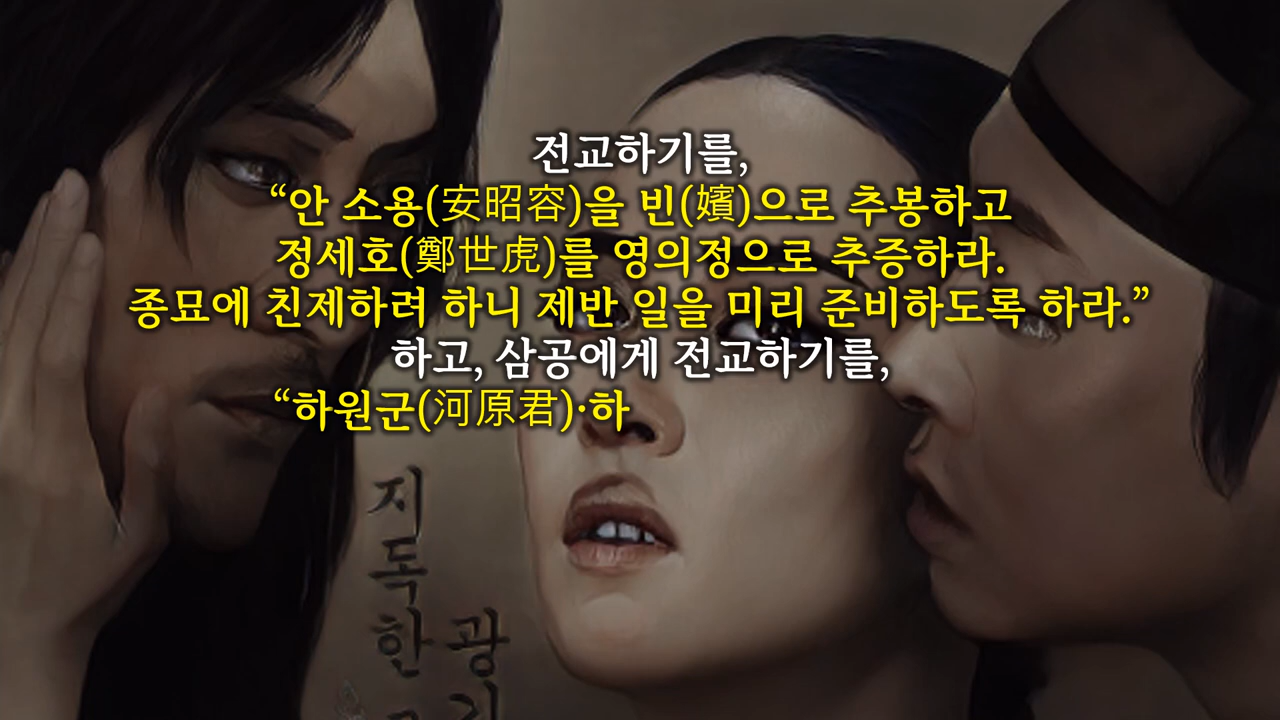 전교하기를,
“안 소용(安昭容)을 빈(嬪)으로 추봉하고
정세호(鄭世虎)를 영의정으로 추증하라.
종묘에 친제하려 하니 제반 일을 미리 준비하도록 하라.”
하고, 삼공에게 전교하기를,
“하원군(河原君)·하
지독한
광